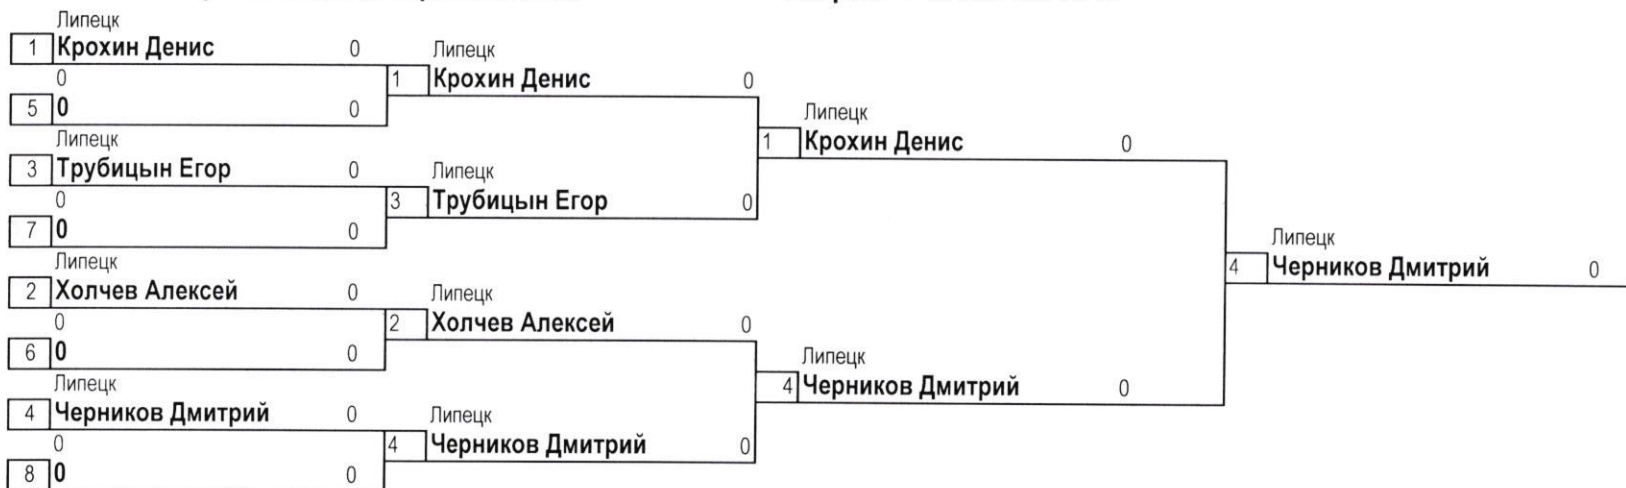 Липецк
1 Крохин Денис 0
0
5 0 0
Липецк
3 Трубицын Егор 0
0
7 0 0
Липецк
2 Холчев Алексей 0
0
6 0 0
Липецк
4 Черников Дмитрий 0
0
8 0 0
Липецк
1 Крохин Денис 0
Липецк
3 Трубицын Егор 0
Липецк
2 Холчев Алексей 0
Липецк
4 Черников Дмитрий 0
Липецк
1 Крохин Денис 0
Липецк
4 Черников Дмитрий 0
Липецк
4 Черников Дмитрий 0